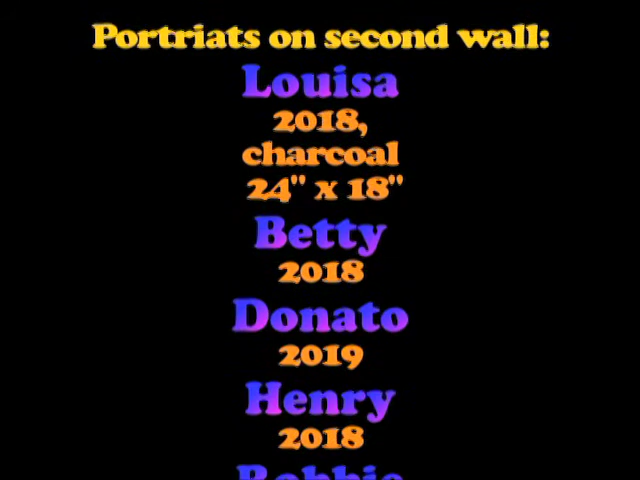 Portriats on second wall:
Louisa
2018,
charcoal
24" x 18"
Betty
2018
Donato
2019
Henry
2018